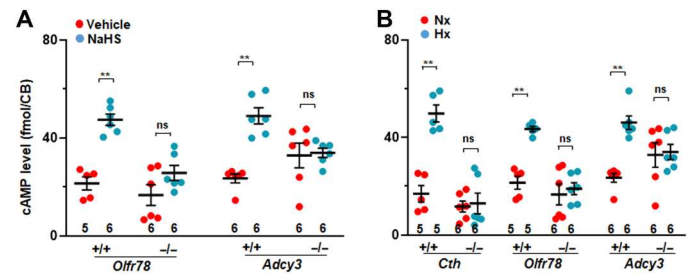 A
B
Vehicle
NaHS
Nx
Hx
cAMP level (fmol/CB)
80
40
0
** ns ** ns
5 6 6 6 6 6 6 6
+/+ –/– +/+ –/–
Olfr78 Adcy3
80
40
0
** ns ** ns ** ns
5 5 6 6 5 5 6 6 6 6 6 6
+/+ –/– +/+ –/– +/+ –/–
Cth Olfr78 Adcy3